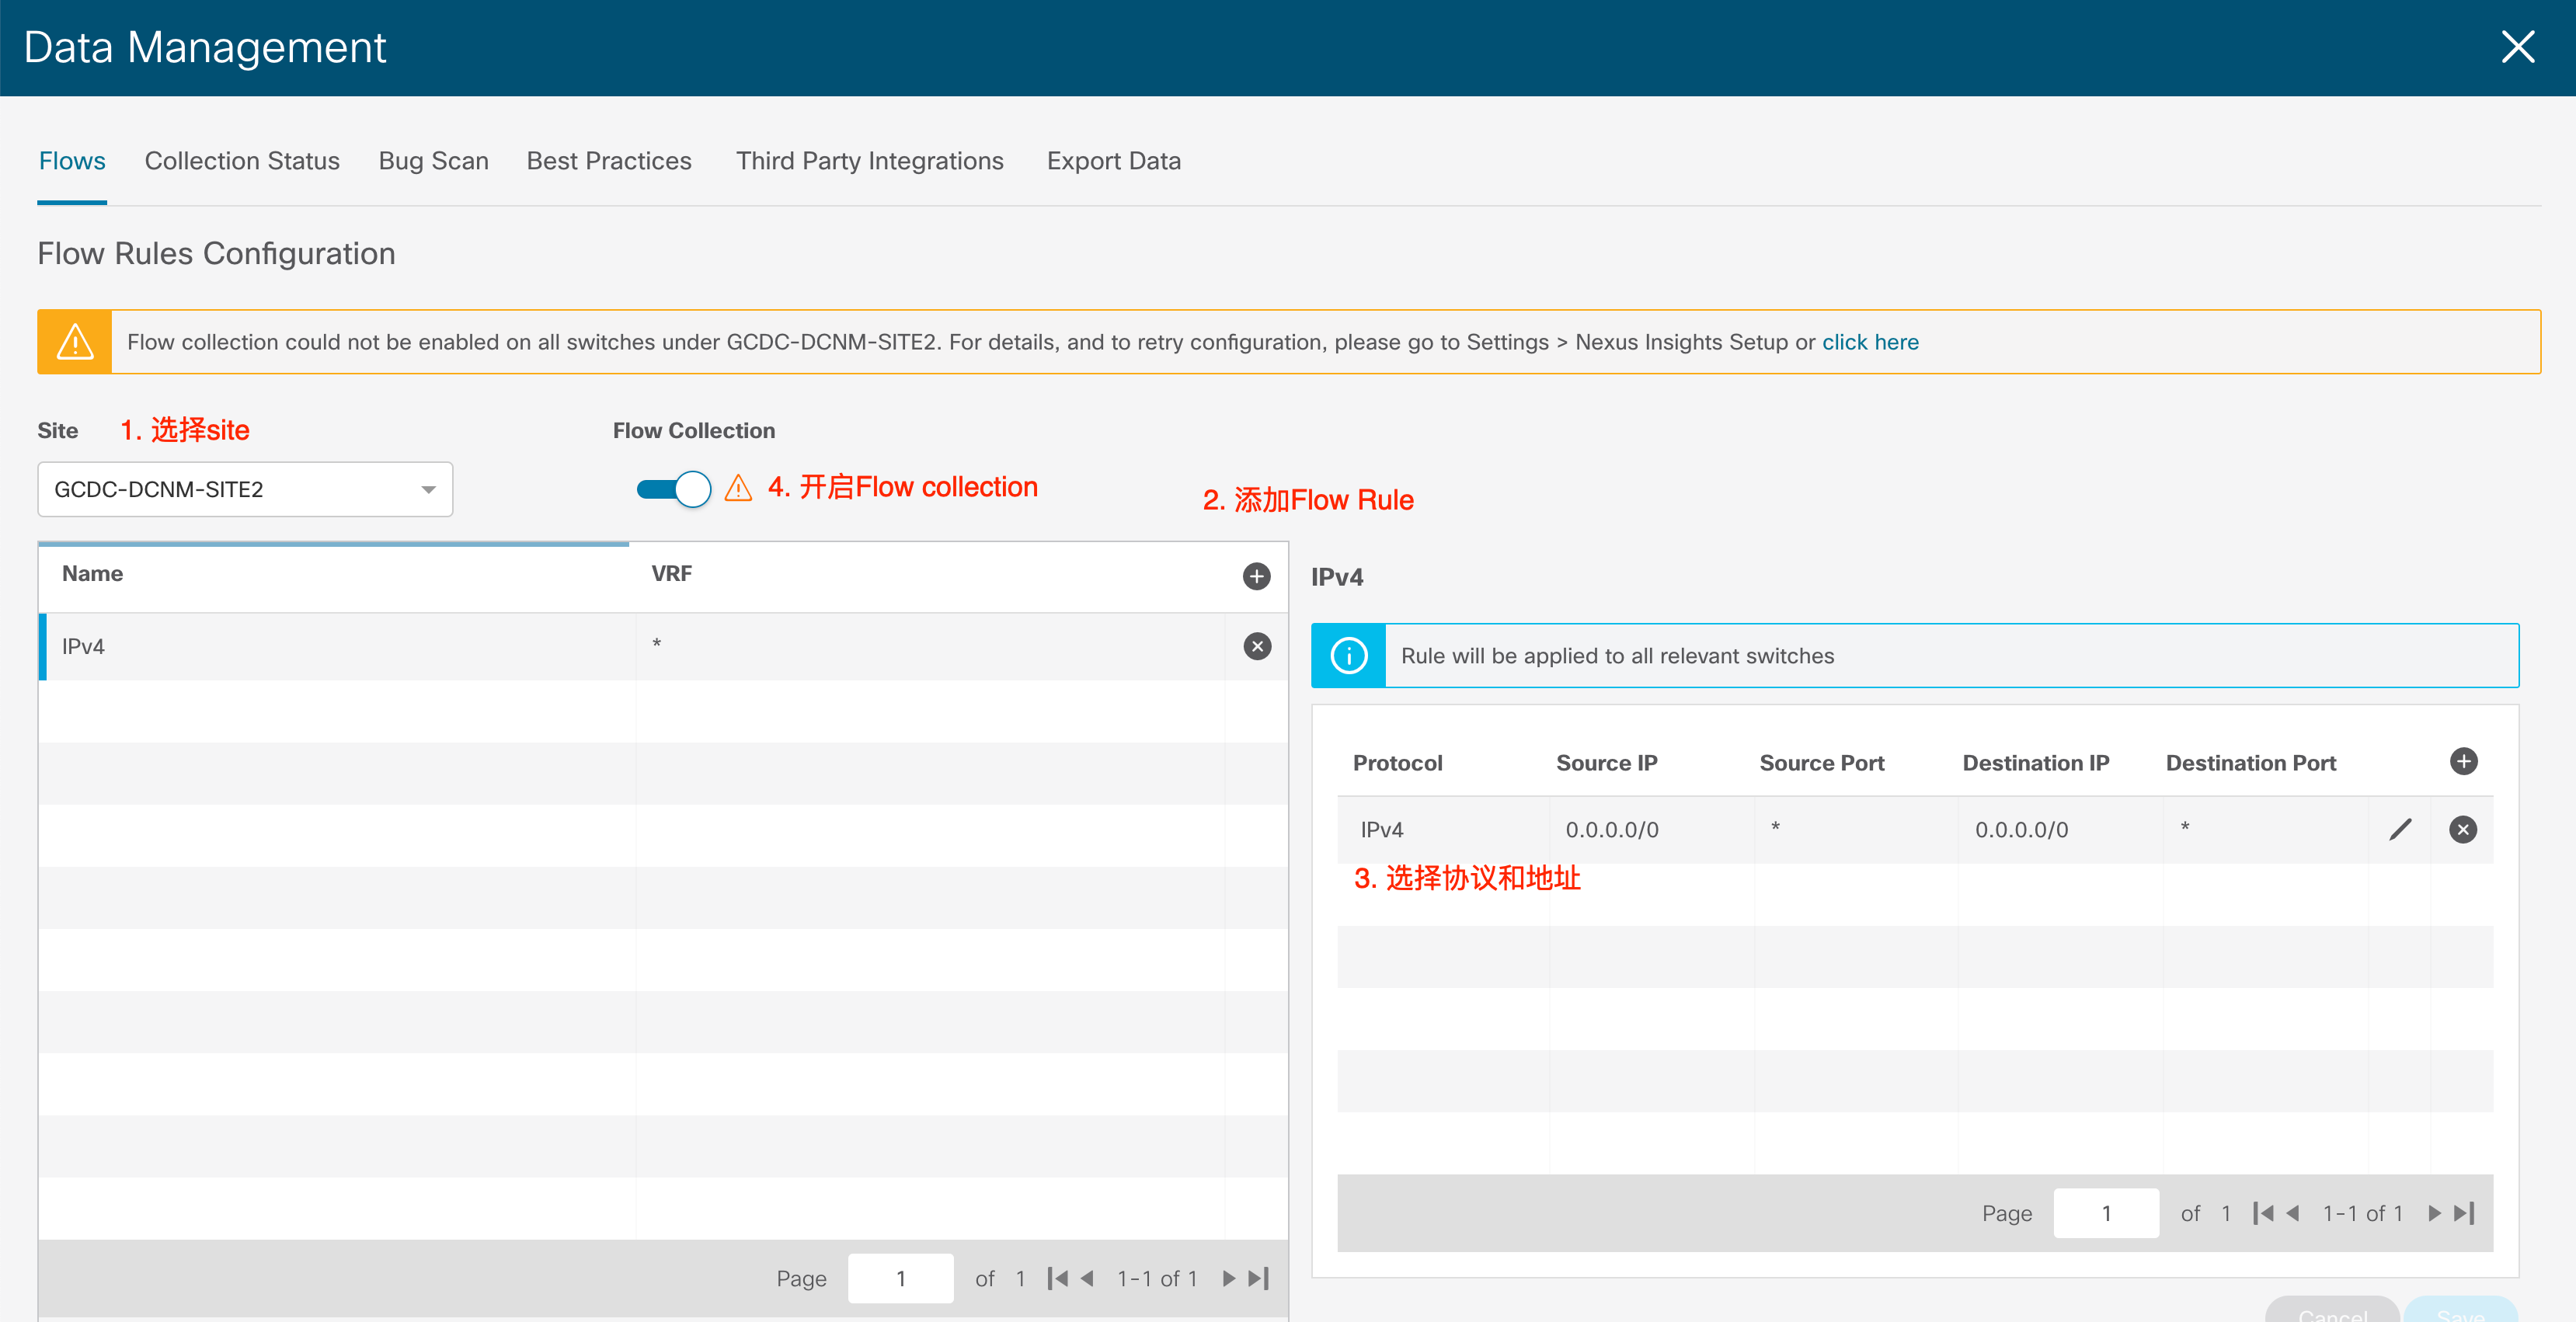 Data Management
Flows Collection Status Bug Scan Best Practices Third Party Integrations Export Data
Flow Rules Configuration
Flow collection could not be enabled on all switches under GCDC-DCNM-SITE2. For details, and to retry configuration, please go to Settings > Nexus Insights Setup or click here
Site 1. 选择site Flow Collection
GCDC-DCNM-SITE2 4. 开启Flow collection 2. 添加Flow Rule
Name VRF
IPv4 *
Page 1 of 1 1-1 of 1
IPv4
Rule will be applied to all relevant switches
Protocol Source IP Source Port Destination IP Destination Port
IPv4 0.0.0.0/0 * 0.0.0.0/0 *
3. 选择协议和地址
Page 1 of 1 1-1 of 1
Cancel Save